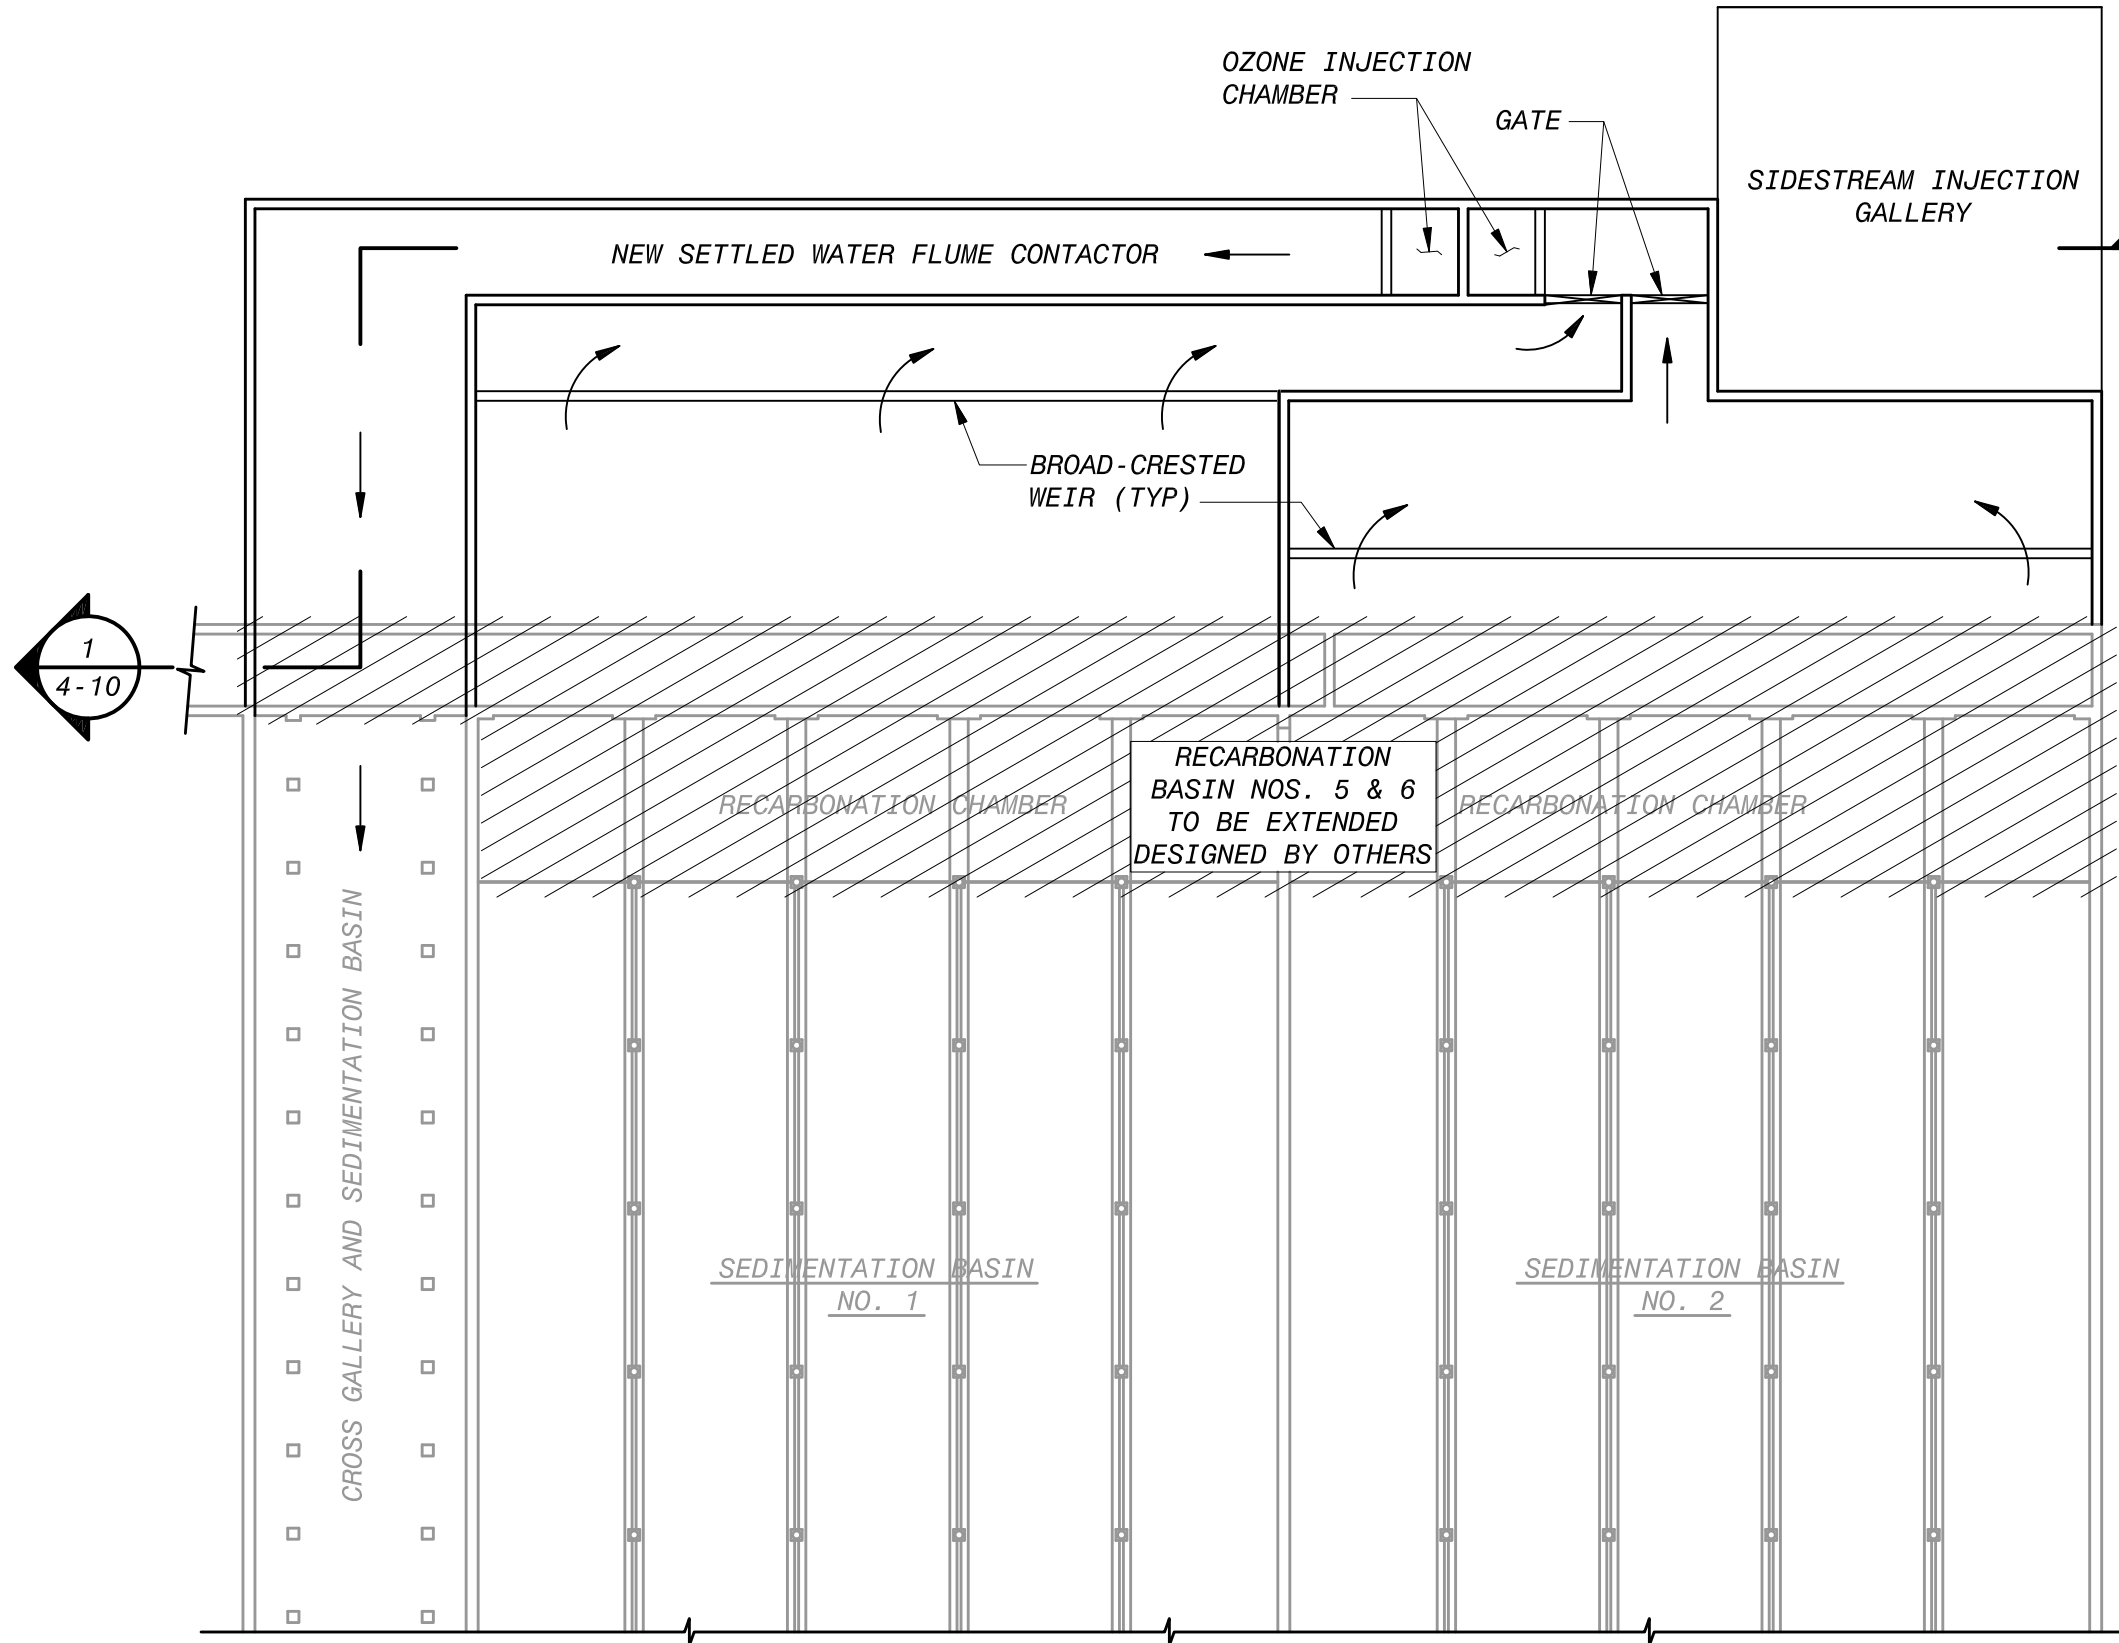 OZONE INJECTION
CHAMBER
GATE
SIDESTREAM INJECTION
GALLERY
NEW SETTLED WATER FLUME CONTACTOR
BROAD-CRESTED
WEIR (TYP)
1
4-10
RECARBONATION
BASIN NOS. 5 & 6
TO BE EXTENDED
DESIGNED BY OTHERS
RECARBONATION CHAMBER
RECARBONATION CHAMBER
CROSS GALLERY AND SEDIMENTATION BASIN
SEDIMENTATION BASIN
NO. 1
SEDIMENTATION BASIN
NO. 2